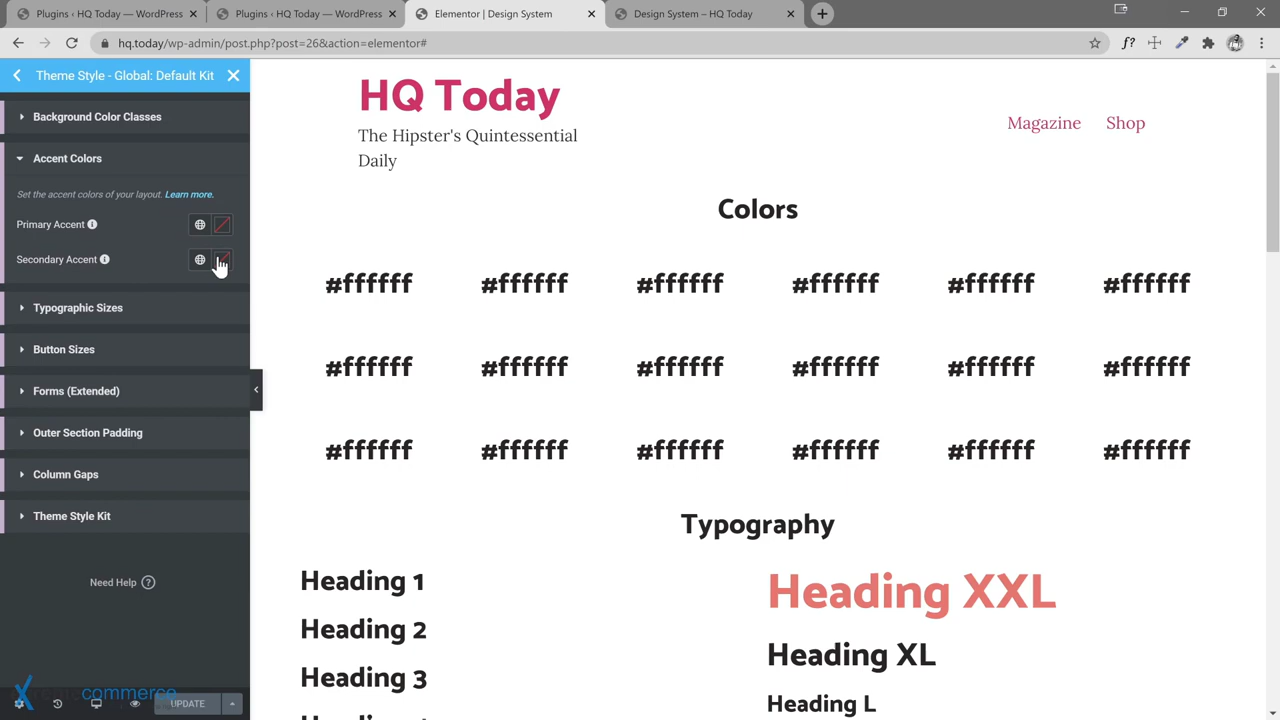 Plugins ‹ HQ Today — WordPress
Plugins ‹ HQ Today — WordPress
Elementor | Design System
Design System – HQ Today
hq.today/wp-admin/post.php?post=26&action=elementor#
Theme Style - Global: Default Kit
Background Color Classes
Accent Colors
Set the accent colors of your layout. Learn more.
Primary Accent
Secondary Accent
Typographic Sizes
Button Sizes
Forms (Extended)
Outer Section Padding
Column Gaps
Theme Style Kit
Need Help
UPDATE
HQ Today
The Hipster's Quintessential
Daily
Magazine Shop
Colors
#ffffff #ffffff #ffffff #ffffff #ffffff #ffffff
#ffffff #ffffff #ffffff #ffffff #ffffff #ffffff
#ffffff #ffffff #ffffff #ffffff #ffffff #ffffff
Typography
Heading 1
Heading 2
Heading 3
Heading XXL
Heading XL
Heading L